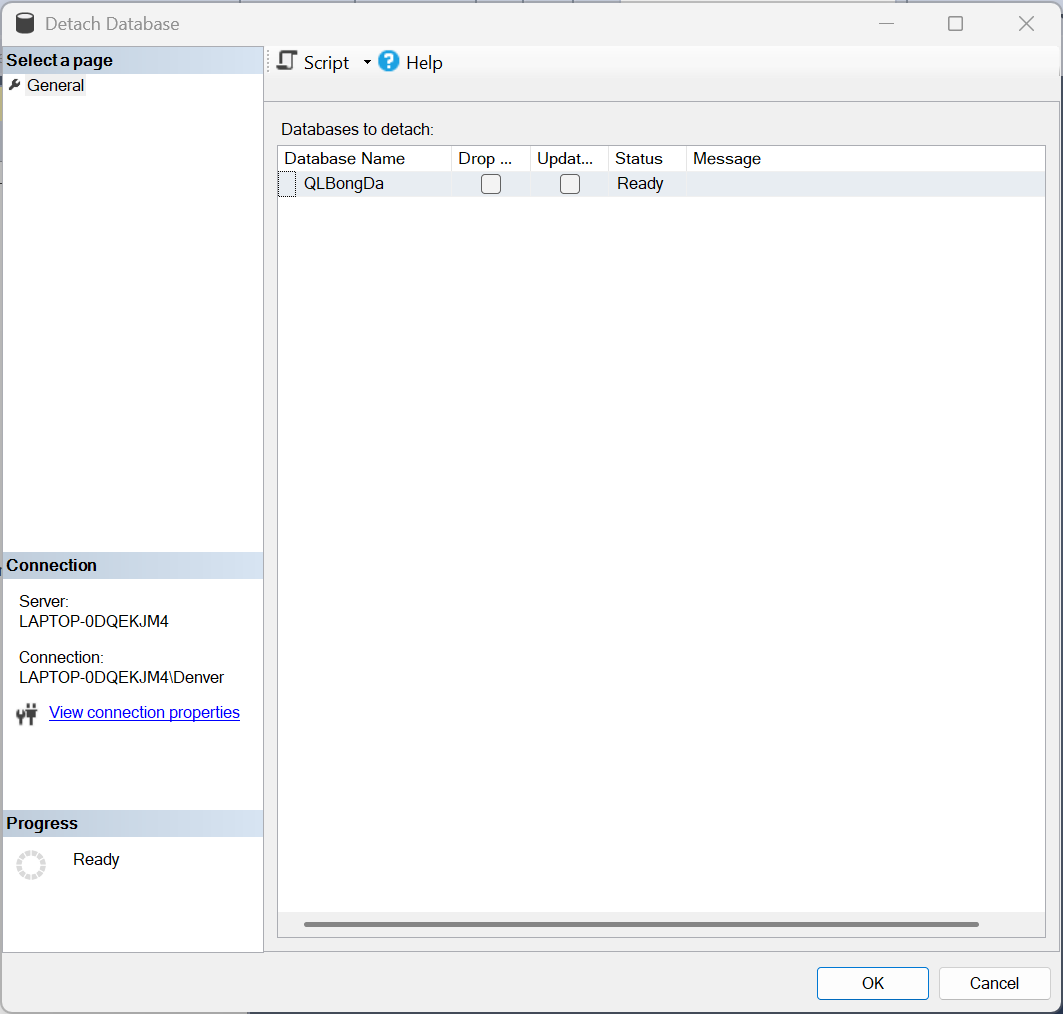 Detach Database
Select a page
General
Script
Help
Databases to detach:
Database Name Drop ... Updat... Status Message
QLBongDa Ready
Connection
Server:
LAPTOP-0DQEKJM4
Connection:
LAPTOP-0DQEKJM4\Denver
View connection properties
Progress
Ready
OK
Cancel